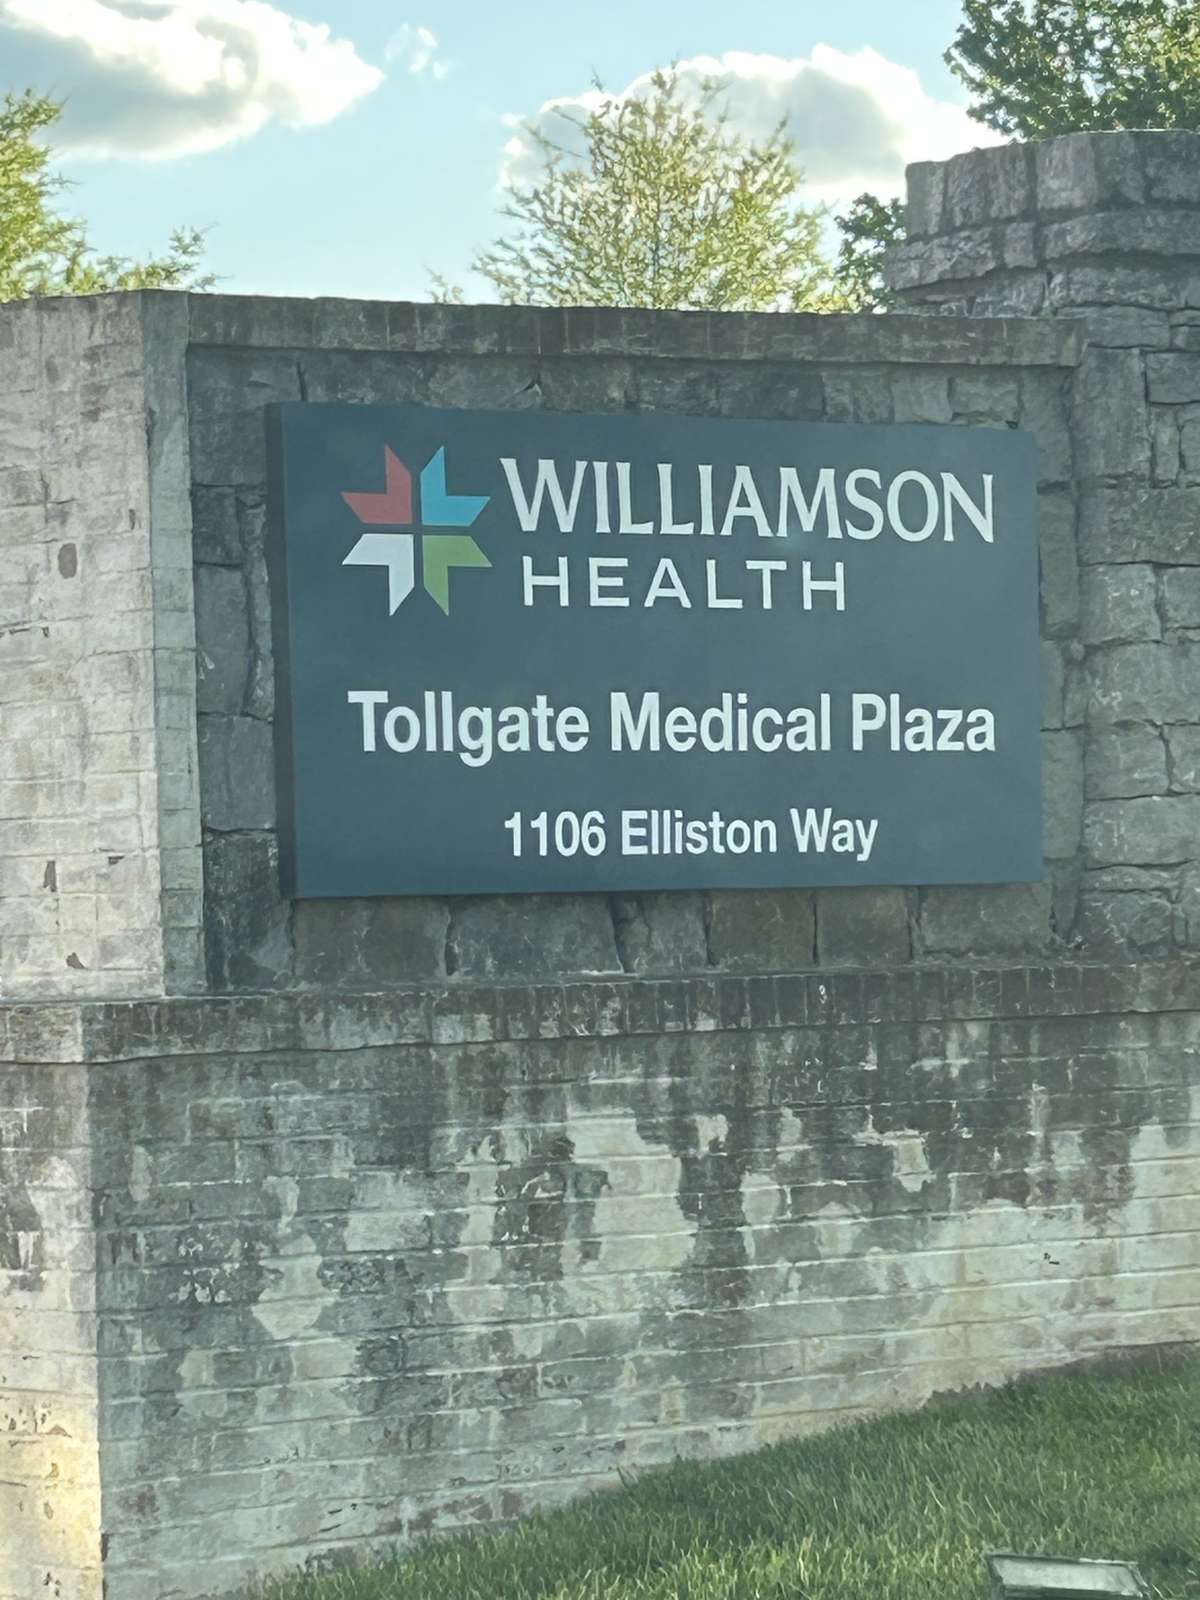 WILLIAMSON
HEALTH
Tollgate Medical Plaza
1106 Elliston Way